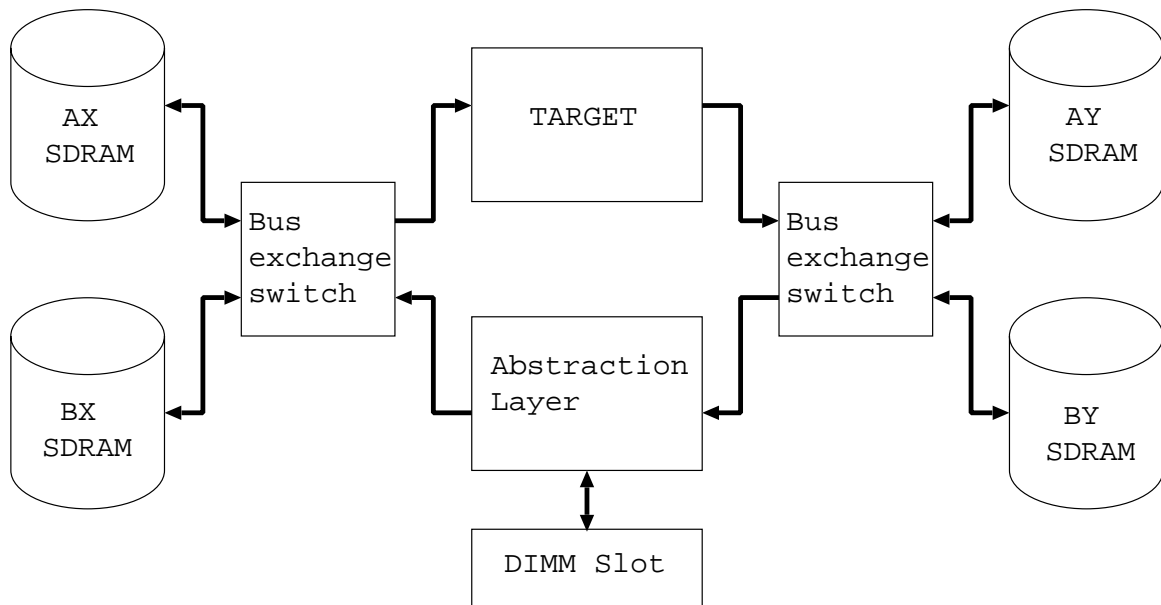 AX
SDRAM
TARGET
AY
SDRAM
Bus
exchange
switch
Bus
exchange
switch
BX
SDRAM
Abstraction
Layer
BY
SDRAM
DIMM Slot